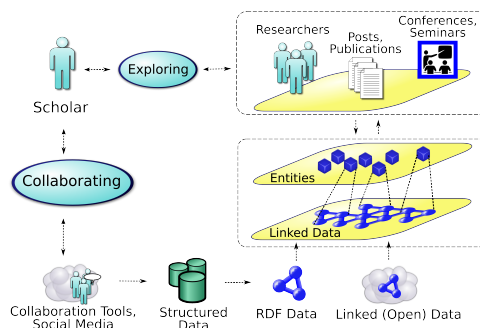 Researchers
Posts,
Publications
Conferences,
Seminars
Exploring
Scholar
Collaborating
Entities
Linked Data
Collaboration Tools,
Social Media
Structured
Data
RDF Data
Linked (Open) Data